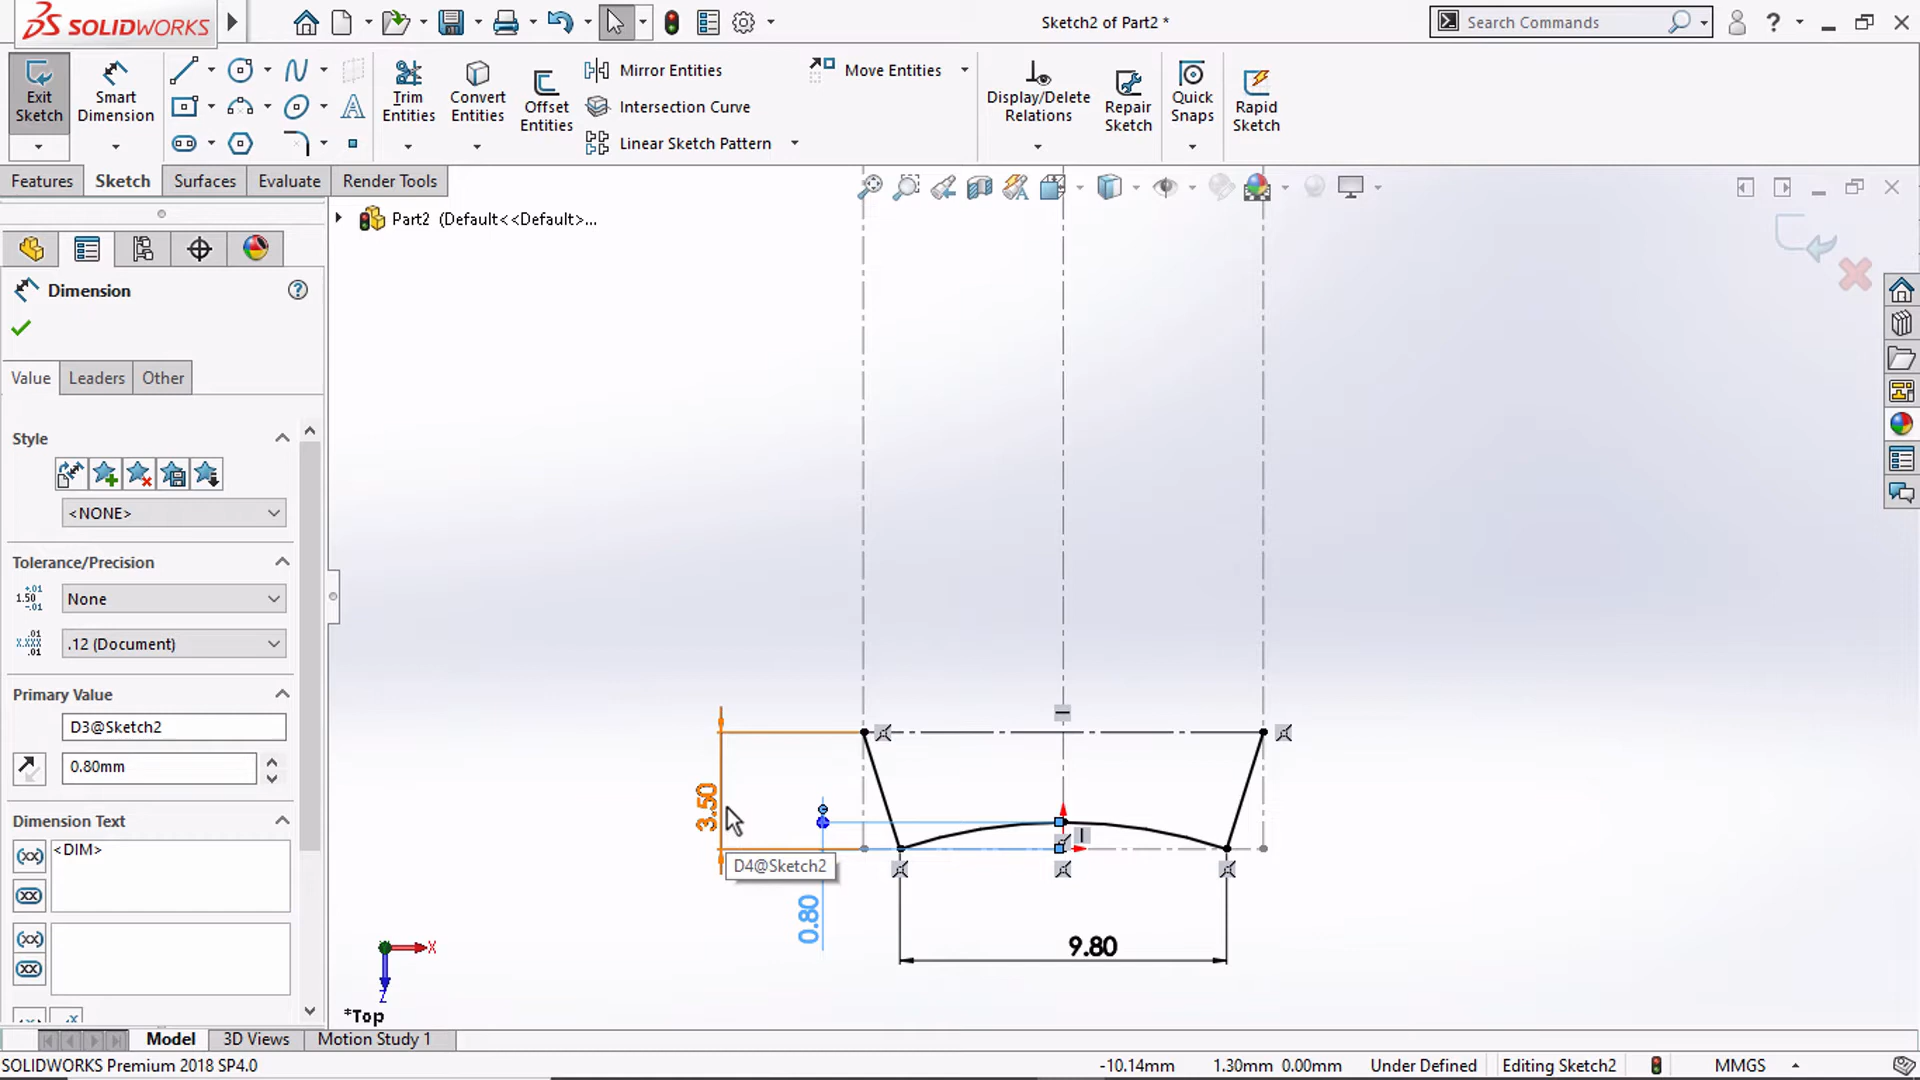 SOLIDWORKS
Sketch2 of Part2 *
Search Commands
Exit Sketch
Smart Dimension
Trim Entities
Convert Entities
Offset Entities
Mirror Entities
Intersection Curve
Linear Sketch Pattern
Move Entities
Display/Delete Relations
Repair Sketch
Quick Snaps
Rapid Sketch
Features
Sketch
Surfaces
Evaluate
Render Tools
Part2 (Default<<Default>...
Dimension
Value
Leaders
Other
Style
<NONE>
Tolerance/Precision
None
.12 (Document)
Primary Value
D3@Sketch2
0.80mm
Dimension Text
<DIM>
3.50
D4@Sketch2
0.80
9.80
X
Z
*Top
Model
3D Views
Motion Study 1
SOLIDWORKS Premium 2018 SP4.0
-10.14mm
1.30mm
0.00mm
Under Defined
Editing Sketch2
MMGS